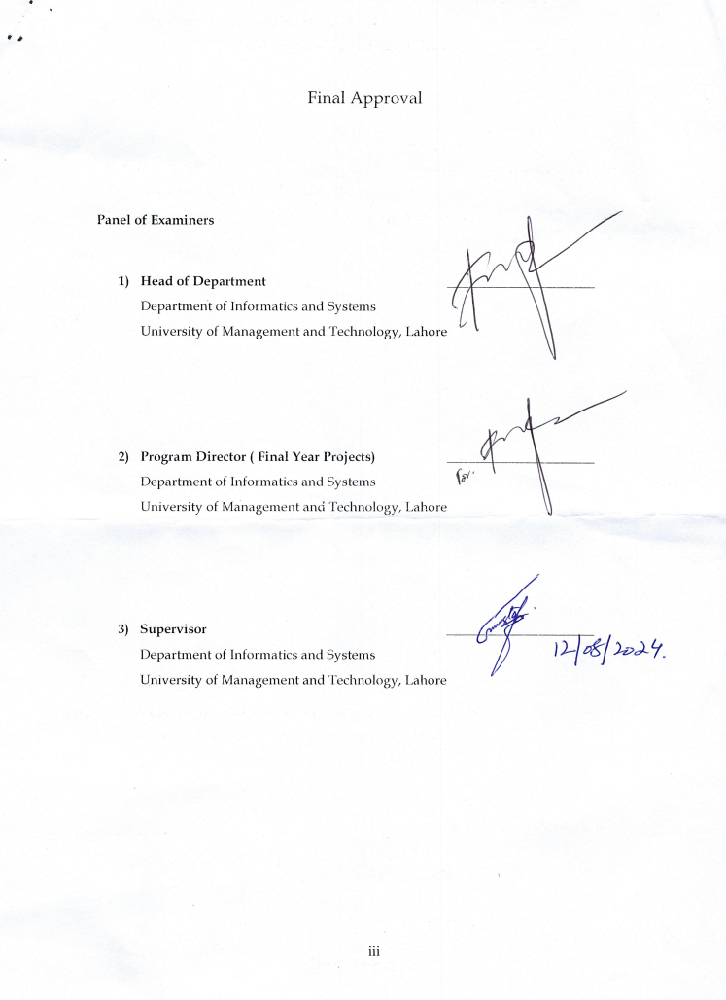 Final Approval
Panel of Examiners
1) Head of Department
Department of Informatics and Systems
University of Management and Technology, Lahore
2) Program Director ( Final Year Projects)
For.
Department of Informatics and Systems
University of Management and Technology, Lahore
3) Supervisor
12/08/2024.
Department of Informatics and Systems
University of Management and Technology, Lahore
iii